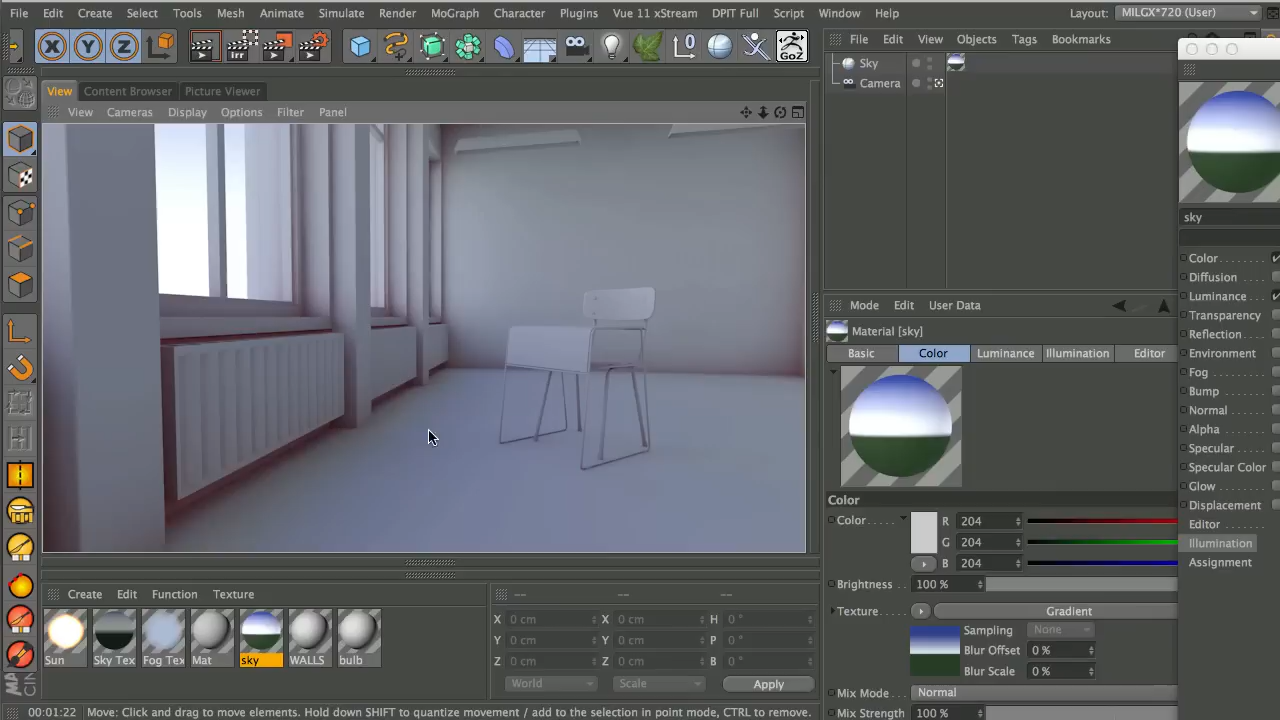 File Edit Create Select Tools Mesh Animate Simulate Render MoGraph Character Plugins Vue 11 xStream DPIT Full Script Window Help Layout: MILGX*720 (User)
X Y Z GoZ
File Edit View Objects Tags Bookmarks
Sky
Camera
View Content Browser Picture Viewer
View Cameras Display Options Filter Panel
Mode Edit User Data
Material [sky]
Basic Color Luminance Illumination Editor
Color
Color R 204
G 204
B 204
Brightness 100 %
Texture Gradient
Sampling None
Blur Offset 0 %
Blur Scale 0 %
Mix Mode Normal
Mix Strength 100 %
sky
Color
Diffusion
Luminance
Transparency
Reflection
Environment
Fog
Bump
Normal
Alpha
Specular
Specular Color
Glow
Displacement
Editor
Illumination
Assignment
Create Edit Function Texture
Sun Sky Tex Fog Tex Mat sky WALLS bulb
-- -- --
X 0 cm X 0 cm H 0 °
Y 0 cm Y 0 cm P 0 °
Z 0 cm Z 0 cm B 0 °
World Scale Apply
00:01:22 Move: Click and drag to move elements. Hold down SHIFT to quantize movement / add to the selection in point mode, CTRL to remove.